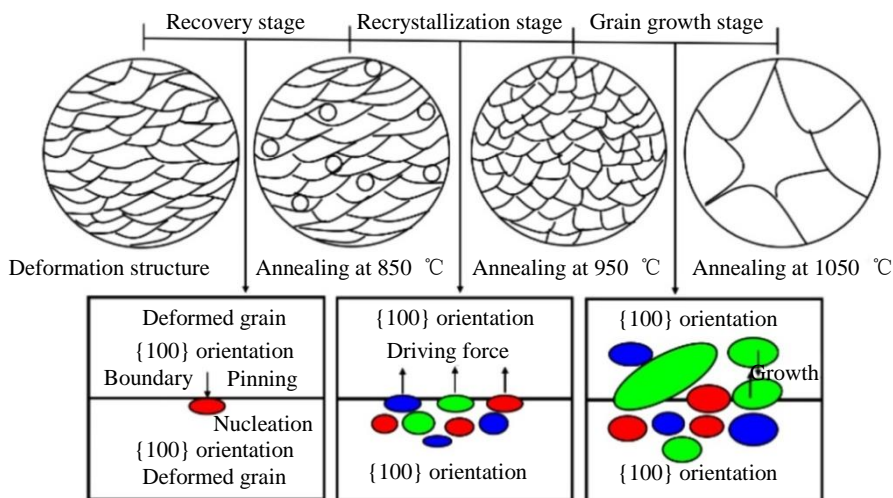 Recovery stage
Recrystallization stage
Grain growth stage
Deformation structure
Annealing at 850 ℃
Annealing at 950 ℃
Annealing at 1050 ℃
Deformed grain
{100} orientation
Boundary
Pinning
Nucleation
{100} orientation
Deformed grain
{100} orientation
Driving force
{100} orientation
{100} orientation
Growth
{100} orientation